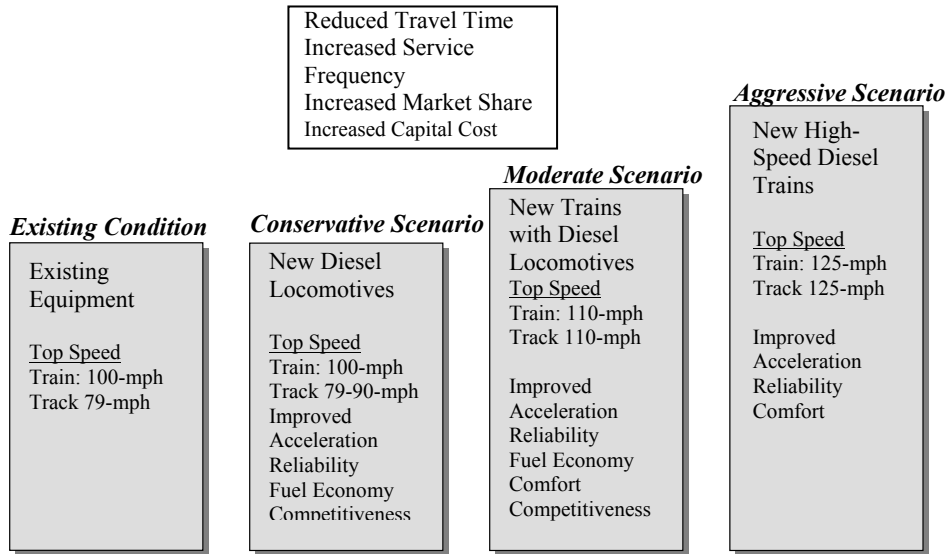 Reduced Travel Time
Increased Service
Frequency
Increased Market Share
Increased Capital Cost
Existing Condition
Existing
Equipment
Top Speed
Train: 100-mph
Track 79-mph
Conservative Scenario
New Diesel
Locomotives
Top Speed
Train: 100-mph
Track 79-90-mph
Improved
Acceleration
Reliability
Fuel Economy
Competitiveness
Moderate Scenario
New Trains
with Diesel
Locomotives
Top Speed
Train: 110-mph
Track 110-mph
Improved
Acceleration
Reliability
Fuel Economy
Comfort
Competitiveness
Aggressive Scenario
New High-
Speed Diesel
Trains
Top Speed
Train: 125-mph
Track 125-mph
Improved
Acceleration
Reliability
Comfort